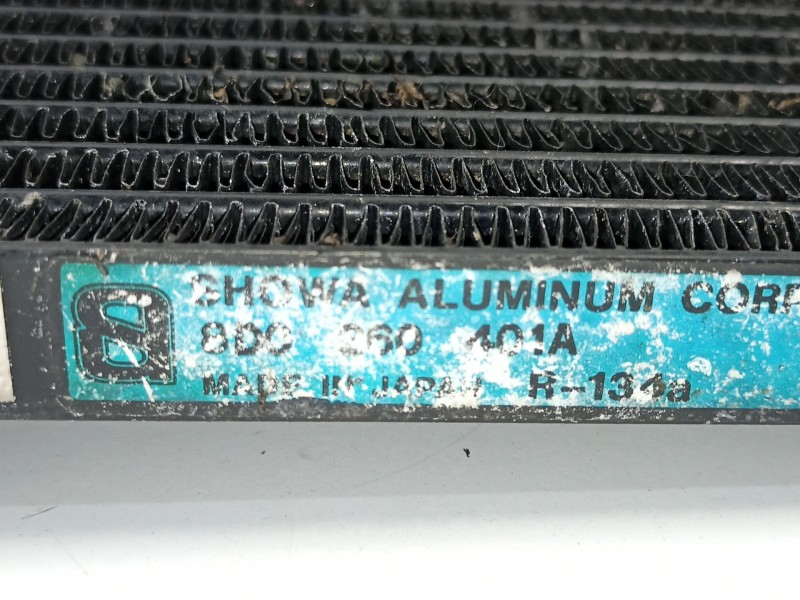 SHOWA ALUMINUM CORP
8D0 260 401A
MADE IN JAPAN R-134a